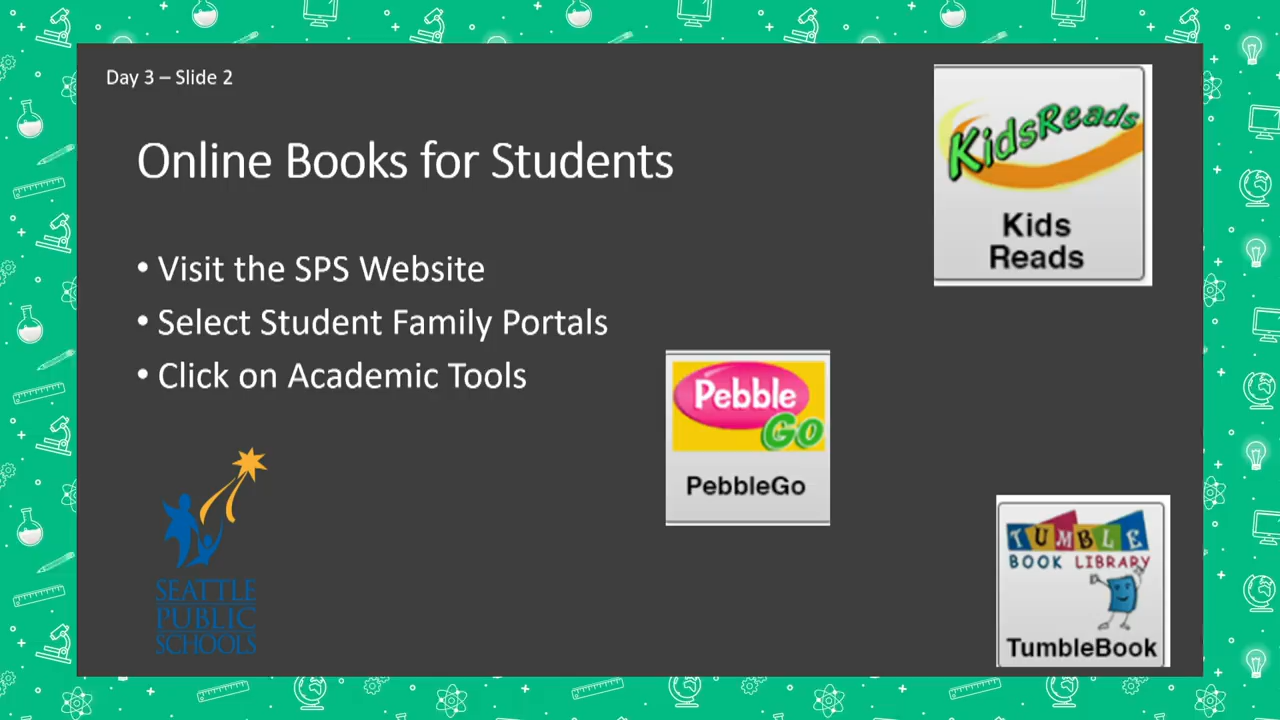 Day 3 – Slide 2
Online Books for Students
• Visit the SPS Website
• Select Student Family Portals
• Click on Academic Tools
KidsReads
Kids
Reads
Pebble
Go
PebbleGo
TUMBLE
BOOK LIBRARY
TumbleBook
SEATTLE
PUBLIC
SCHOOLS